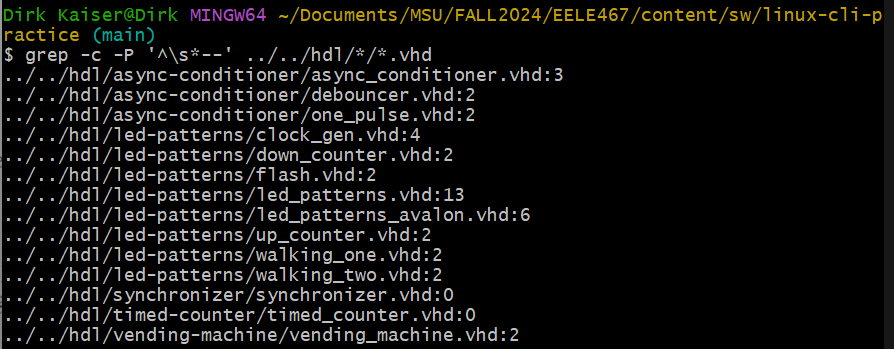 Dirk Kaiser@Dirk MINGW64 ~/Documents/MSU/FALL2024/EELE467/content/sw/linux-cli-p
ractice (main)
$ grep -c -P '^\s*--' ../../hdl/*/*.vhd
../../hdl/async-conditioner/async_conditioner.vhd:3
../../hdl/async-conditioner/debouncer.vhd:2
../../hdl/async-conditioner/one_pulse.vhd:2
../../hdl/led-patterns/clock_gen.vhd:4
../../hdl/led-patterns/down_counter.vhd:2
../../hdl/led-patterns/flash.vhd:2
../../hdl/led-patterns/led_patterns.vhd:13
../../hdl/led-patterns/led_patterns_avalon.vhd:6
../../hdl/led-patterns/up_counter.vhd:2
../../hdl/led-patterns/walking_one.vhd:2
../../hdl/led-patterns/walking_two.vhd:2
../../hdl/synchronizer/synchronizer.vhd:0
../../hdl/timed-counter/timed_counter.vhd:0
../../hdl/vending-machine/vending_machine.vhd:2